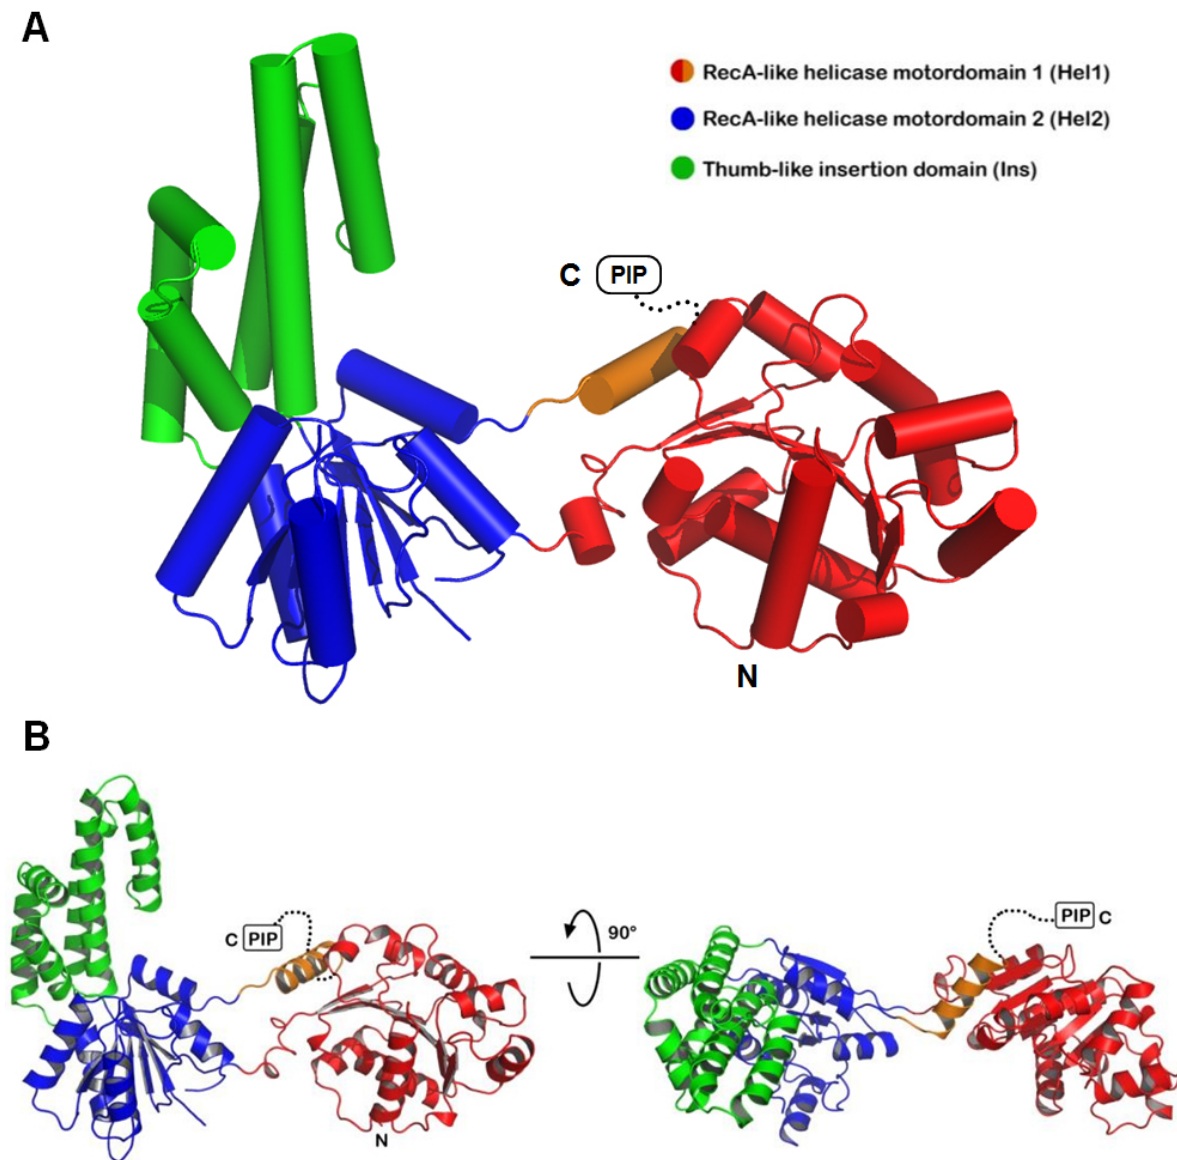 A
RecA-like helicase motordomain 1 (Hel1)
RecA-like helicase motordomain 2 (Hel2)
Thumb-like insertion domain (Ins)
C PIP
N
B
C PIP
N
90°
PIP C